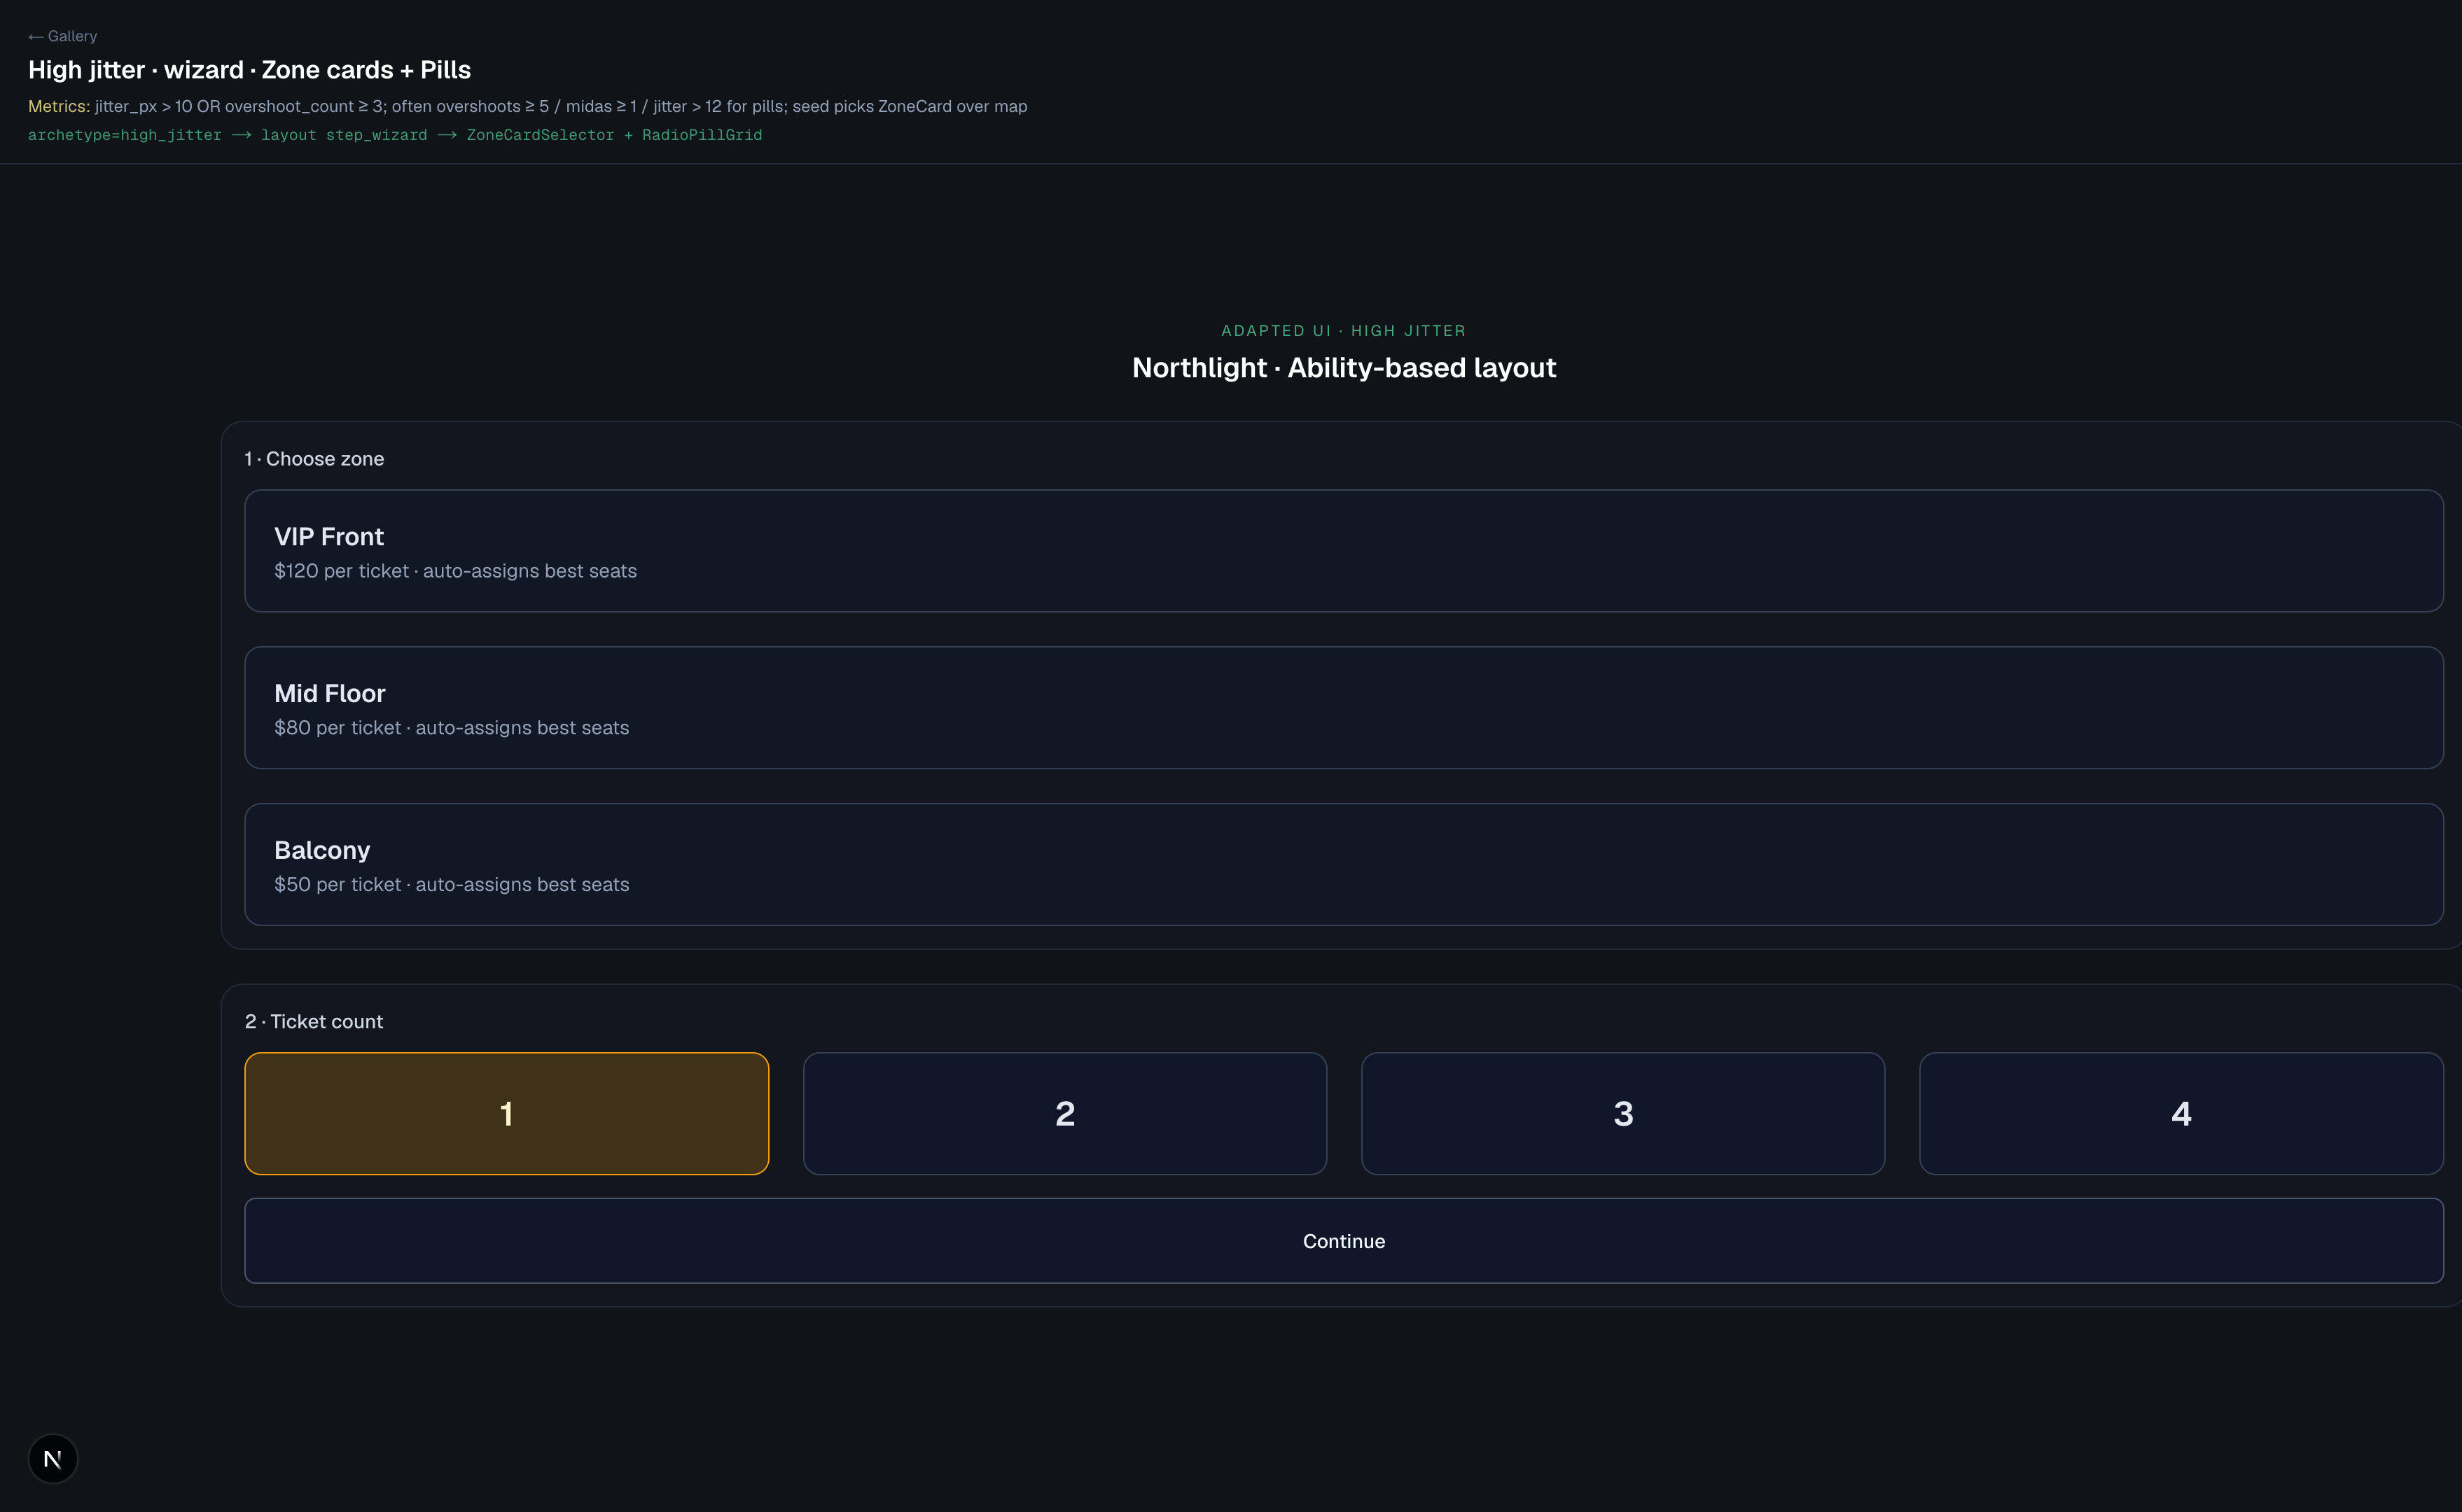 ← Gallery
High jitter · wizard · Zone cards + Pills
Metrics: jitter_px > 10 OR overshoot_count ≥ 3; often overshoots ≥ 5 / midas ≥ 1 / jitter > 12 for pills; seed picks ZoneCard over map
archetype=high_jitter → layout step_wizard → ZoneCardSelector + RadioPillGrid
ADAPTED UI · HIGH JITTER
Northlight · Ability-based layout
1 · Choose zone
VIP Front
$120 per ticket · auto-assigns best seats
Mid Floor
$80 per ticket · auto-assigns best seats
Balcony
$50 per ticket · auto-assigns best seats
2 · Ticket count
1 2 3 4
Continue
N